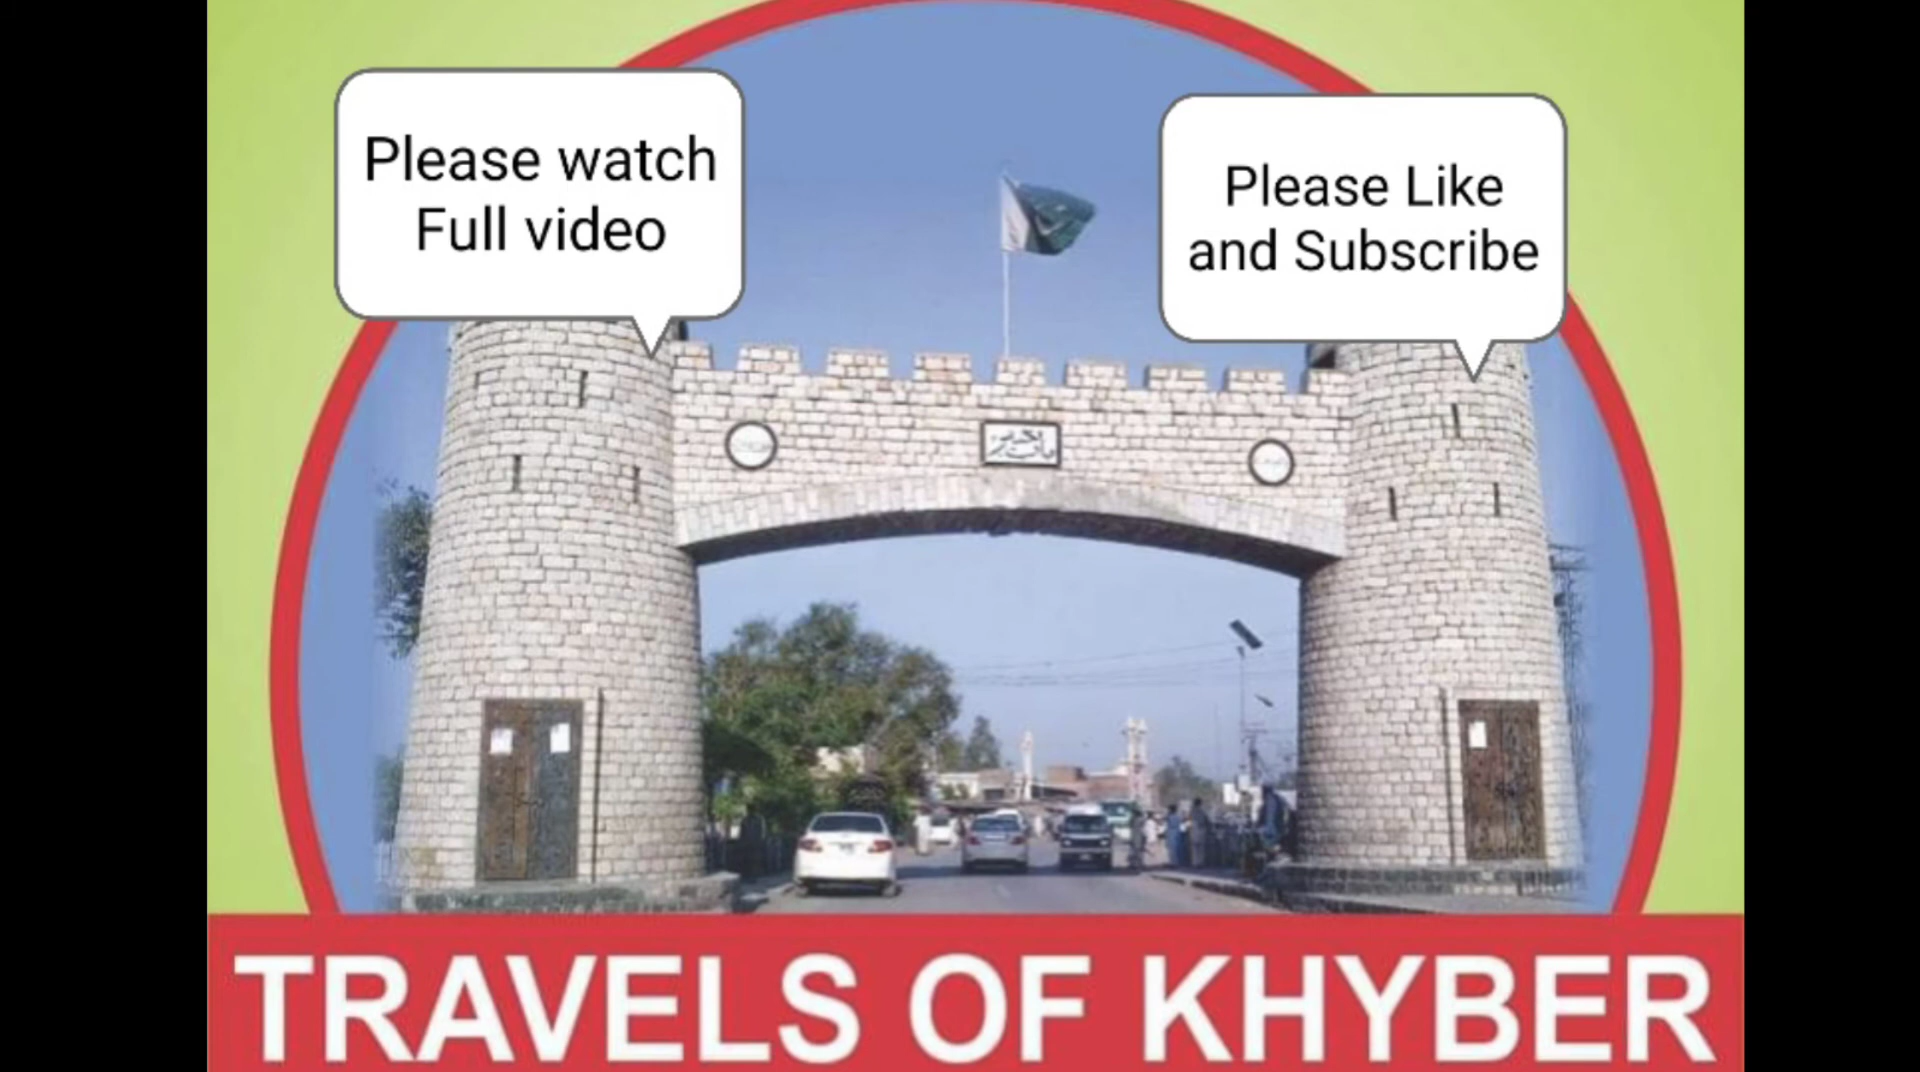 Please watch
Full video
Please Like
and Subscribe
TRAVELS OF KHYBER